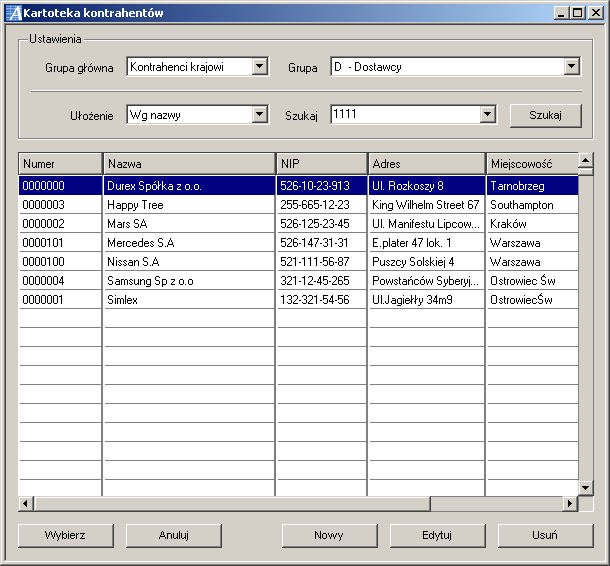 Kartoteka kontrahentów
Ustawienia
Grupa główna Kontrahenci krajowi Grupa D - Dostawcy
Ułożenie Wg nazwy Szukaj 1111 Szukaj
Numer Nazwa NIP Adres Miejscowość
0000000 Durex Spółka z o.o. 526-10-23-913 Ul. Rozkoszy 8 Tarnobrzeg
0000003 Happy Tree 255-665-12-23 King Wilhelm Street 67 Southampton
0000002 Mars SA 526-125-23-45 Ul. Manifestu Lipcow... Kraków
0000101 Mercedes S.A 526-147-31-31 E.plater 47 lok. 1 Warszawa
0000100 Nissan S.A 521-111-56-87 Puszcy Solskiej 4 Warszawa
0000004 Samsung Sp z o.o 321-12-45-265 Powstańców Syberyj... Ostrowiec Św
0000001 Simlex 132-321-54-56 Ul.Jagiełły 34m9 OstrowiecŚw
Wybierz Anuluj Nowy Edytuj Usuń